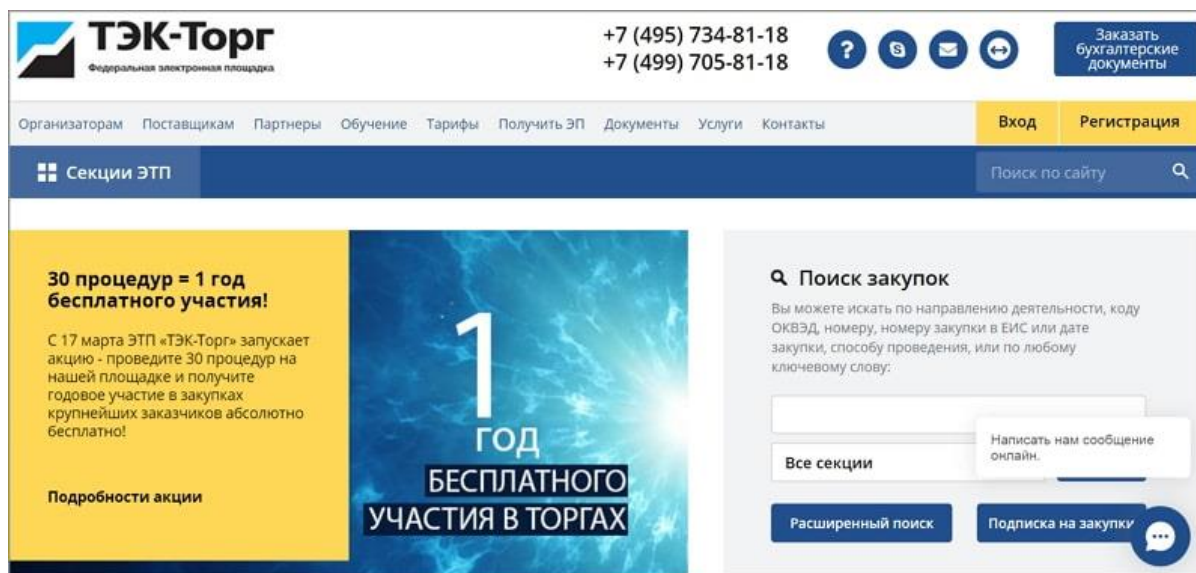 ТЭК-Торг
Федеральная электронная площадка
+7 (495) 734-81-18
+7 (499) 705-81-18
?
S
Заказать
бухгалтерские
документы
Организаторам Поставщикам Партнеры Обучение Тарифы Получить ЭП Документы Услуги Контакты
Вход Регистрация
Секции ЭТП
Поиск по сайту
30 процедур = 1 год
бесплатного участия!
С 17 марта ЭТП «ТЭК-Торг» запускает
акцию - проведите 30 процедур на
нашей площадке и получите
годовое участие в закупках
крупнейших заказчиков абсолютно
бесплатно!
Подробности акции
1
ГОД
БЕСПЛАТНОГО
УЧАСТИЯ В ТОРГАХ
Поиск закупок
Вы можете искать по направлению деятельности, коду
ОКВЭД, номеру, номеру закупки в ЕИС или дате
закупки, способу проведения, или по любому
ключевому слову:
Все секции
Написать нам сообщение
онлайн.
Расширенный поиск
Подписка на закупки